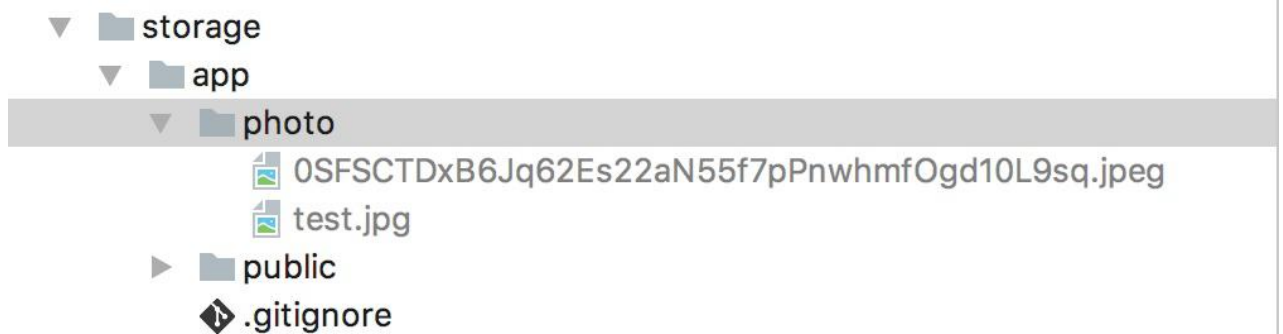 storage
app
photo
0SFSCTDxB6Jq62Es22aN55f7pPnwhmfOgd10L9sq.jpeg
test.jpg
public
.gitignore